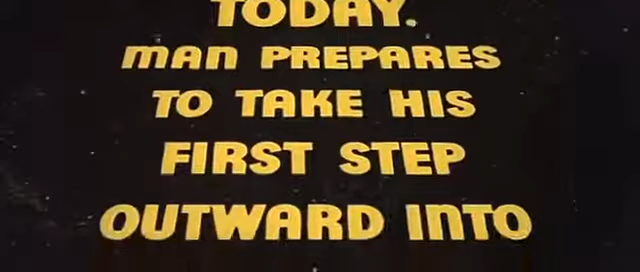 TODAY.
MAN PREPARES
TO TAKE HIS
FIRST STEP
OUTWARD INTO